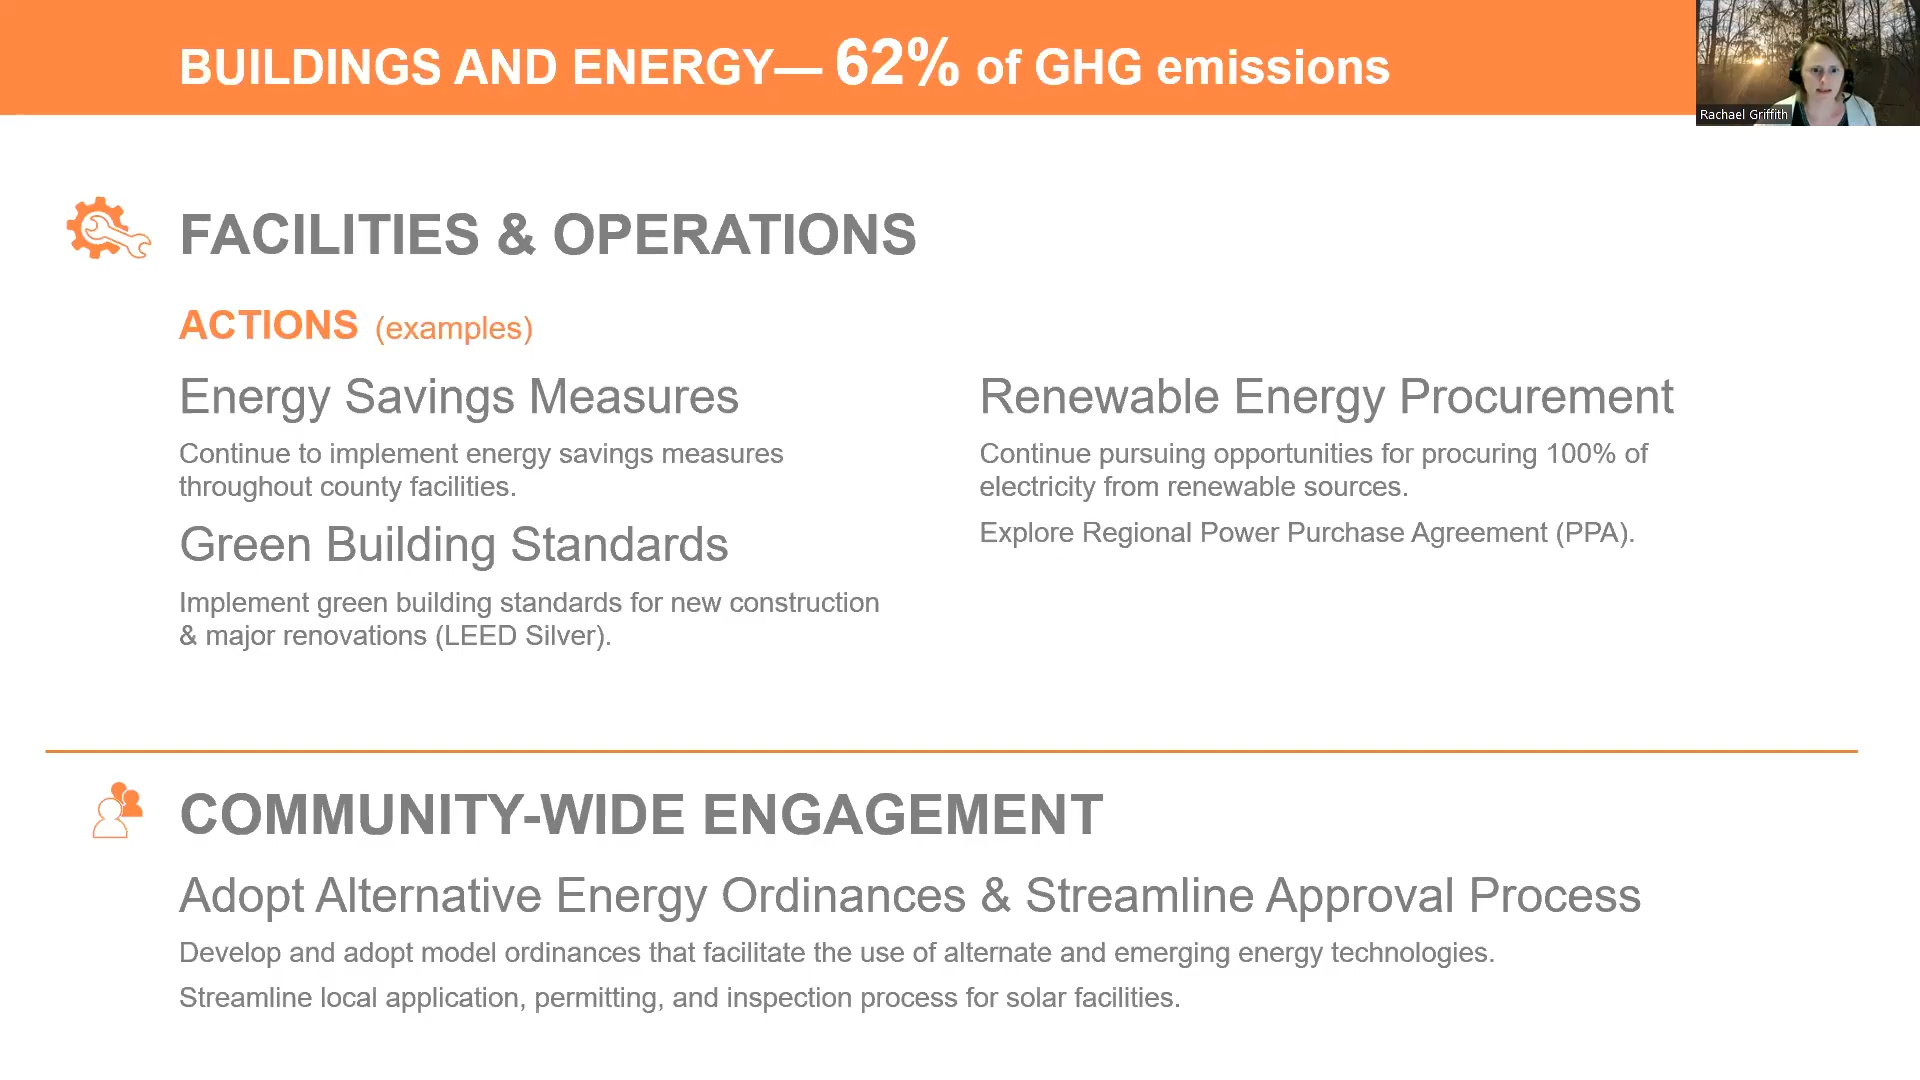 BUILDINGS AND ENERGY— 62% of GHG emissions
Rachael Griffith
FACILITIES & OPERATIONS
ACTIONS (examples)
Energy Savings Measures
Continue to implement energy savings measures
throughout county facilities.
Green Building Standards
Implement green building standards for new construction
& major renovations (LEED Silver).
Renewable Energy Procurement
Continue pursuing opportunities for procuring 100% of
electricity from renewable sources.
Explore Regional Power Purchase Agreement (PPA).
COMMUNITY-WIDE ENGAGEMENT
Adopt Alternative Energy Ordinances & Streamline Approval Process
Develop and adopt model ordinances that facilitate the use of alternate and emerging energy technologies.
Streamline local application, permitting, and inspection process for solar facilities.